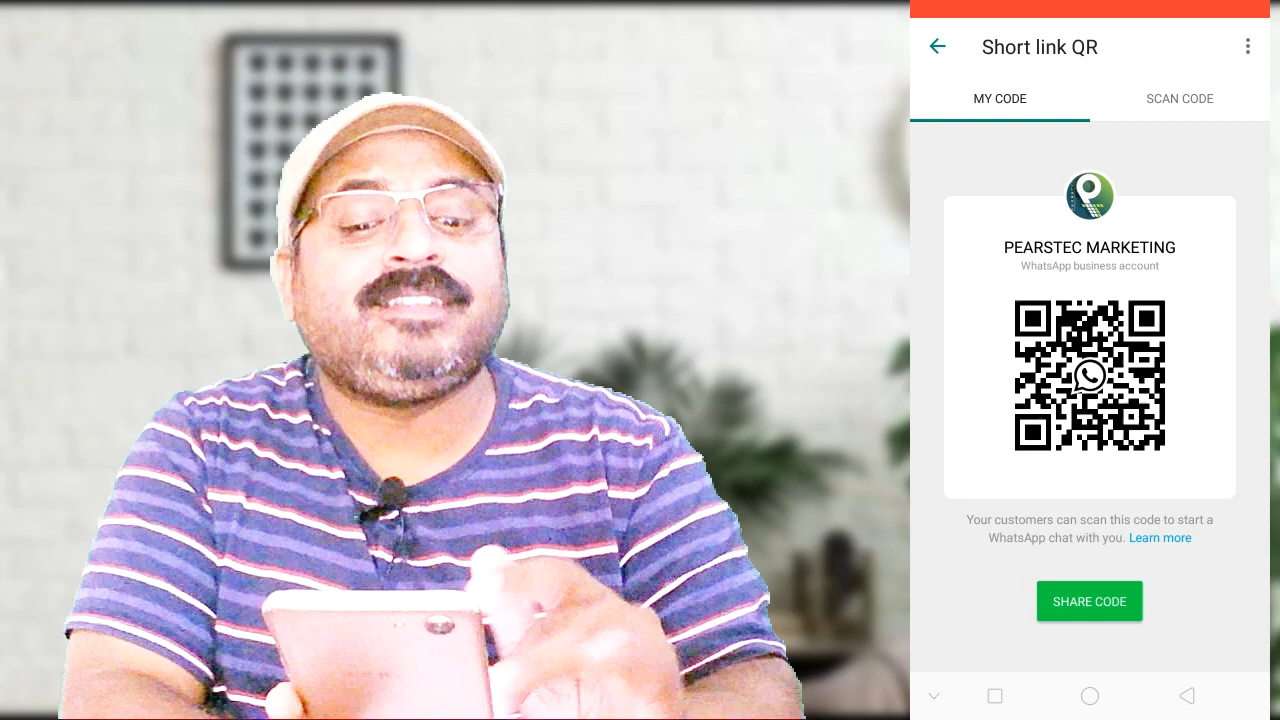 Short link QR
MY CODE
SCAN CODE
PEARSTEC MARKETING
WhatsApp business account
Your customers can scan this code to start a
WhatsApp chat with you. Learn more
SHARE CODE